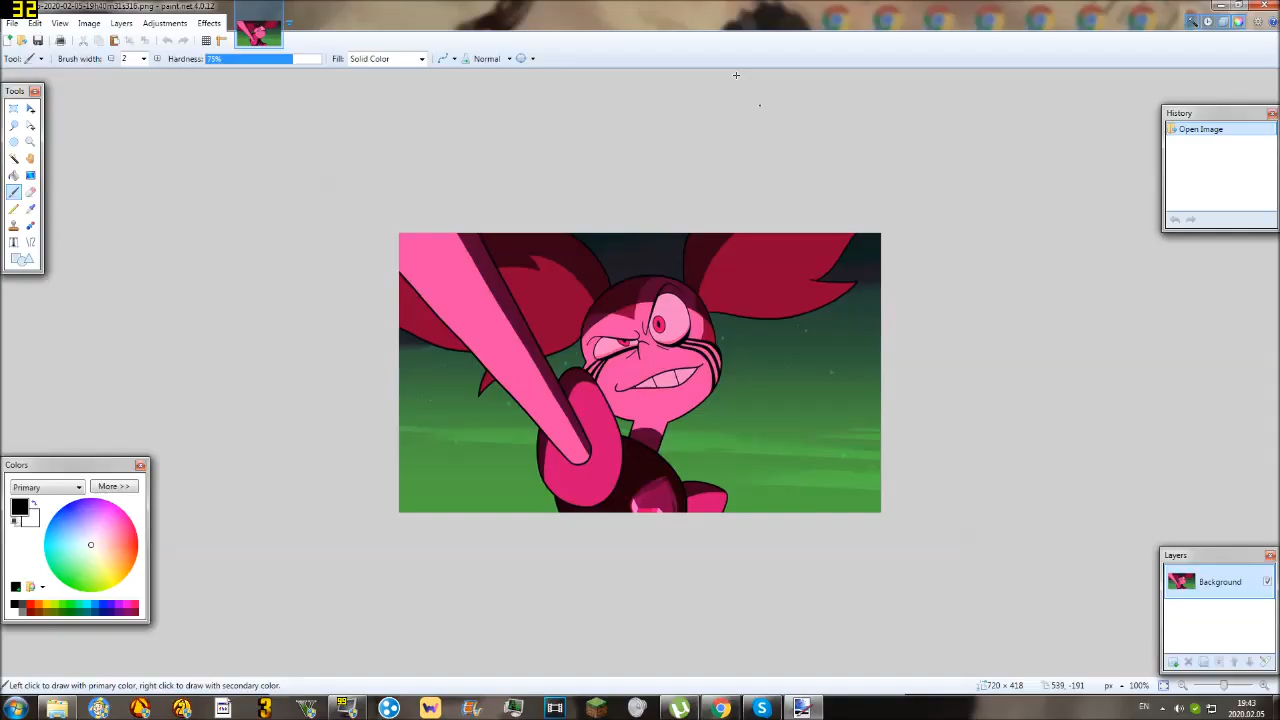 32
-2020-02-05-19h40m31s316.png - paint.net 4.0.12
File Edit View Image Layers Adjustments Effects
Tool: Brush width: 2 Hardness: 75% Fill: Solid Color Normal
Tools
History
Open Image
Colors
Primary More >>
Layers
Background
Left click to draw with primary color, right click to draw with secondary color.
720 x 418 539, -191 px 100%
99
3
EN 19:43
2020.02.05